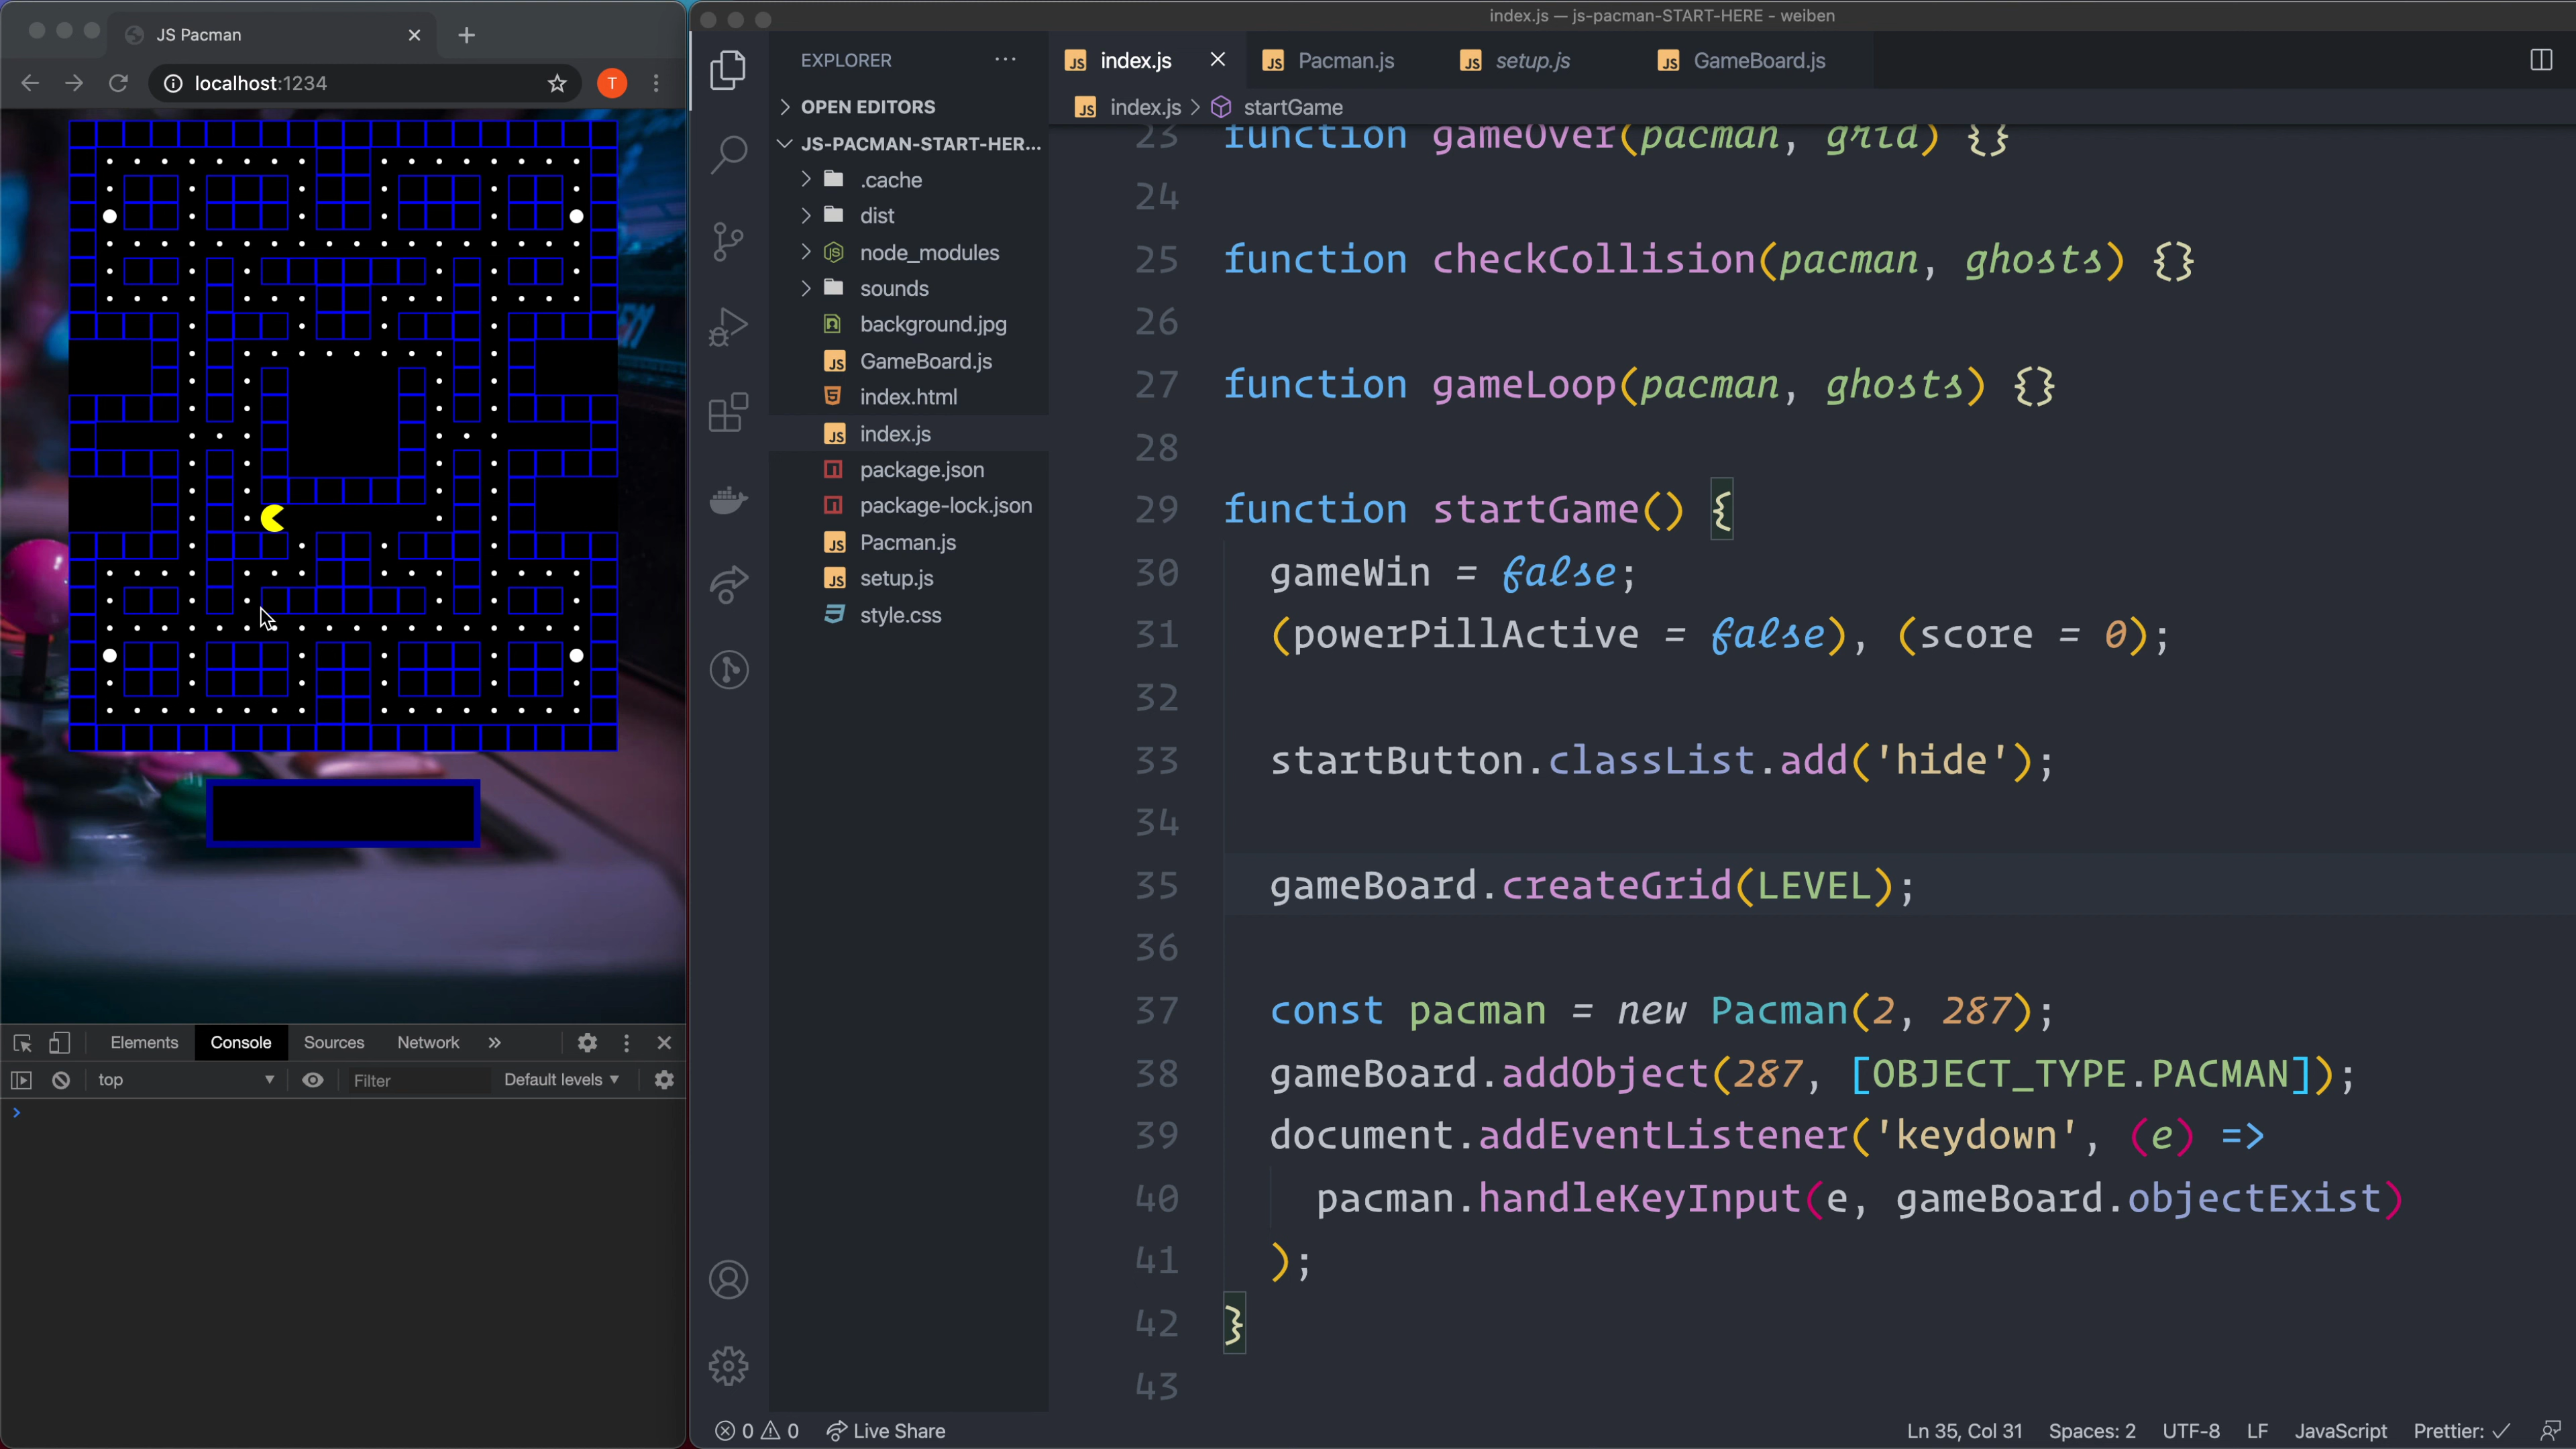 JS Pacman
localhost:1234
T
Elements
Console
Sources
Network
top
Filter
Default levels
index.js — js-pacman-START-HERE - weiben
EXPLORER
OPEN EDITORS
JS-PACMAN-START-HER...
.cache
dist
node_modules
sounds
background.jpg
GameBoard.js
index.html
index.js
package.json
package-lock.json
Pacman.js
setup.js
style.css
index.js
Pacman.js
setup.js
GameBoard.js
index.js > startGame
23 function gameOver(pacman, grid) {}
24
25 function checkCollision(pacman, ghosts) {}
26
27 function gameLoop(pacman, ghosts) {}
28
29 function startGame() {
30 gameWin = false;
31 (powerPillActive = false), (score = 0);
32
33 startButton.classList.add('hide');
34
35 gameBoard.createGrid(LEVEL);
36
37 const pacman = new Pacman(2, 287);
38 gameBoard.addObject(287, [OBJECT_TYPE.PACMAN]);
39 document.addEventListener('keydown', (e) =>
40 pacman.handleKeyInput(e, gameBoard.objectExist)
41 );
42 }
43
0 0 Live Share
Ln 35, Col 31 Spaces: 2 UTF-8 LF JavaScript Prettier: ✓